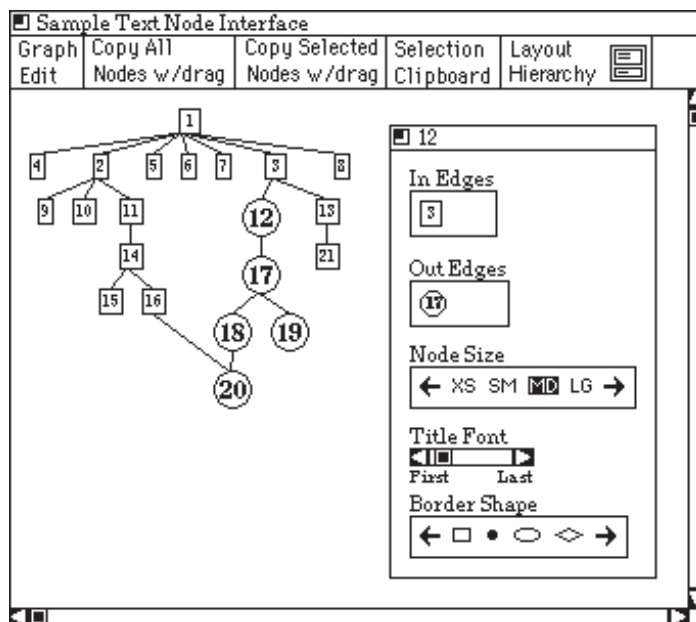 Sample Text Node Interface
Graph Copy All Copy Selected Selection Layout
Edit Nodes w/drag Nodes w/drag Clipboard Hierarchy
1
4 2 5 6 7 3 8
9 10 11 12 13
14 17 21
15 16 18 19
20
12
In Edges
3
Out Edges
17
Node Size
XS SM MD LG
Title Font
First Last
Border Shape